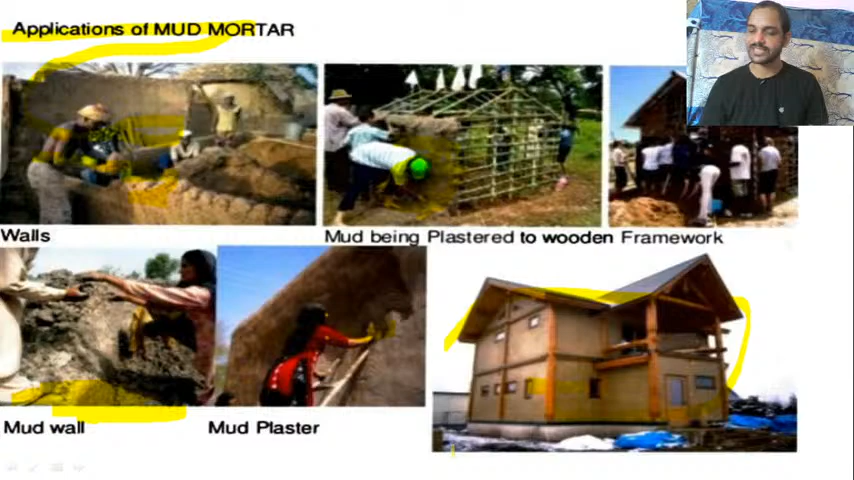 Applications of MUD MORTAR
Walls
Mud being Plastered to wooden Framework
Mud wall
Mud Plaster